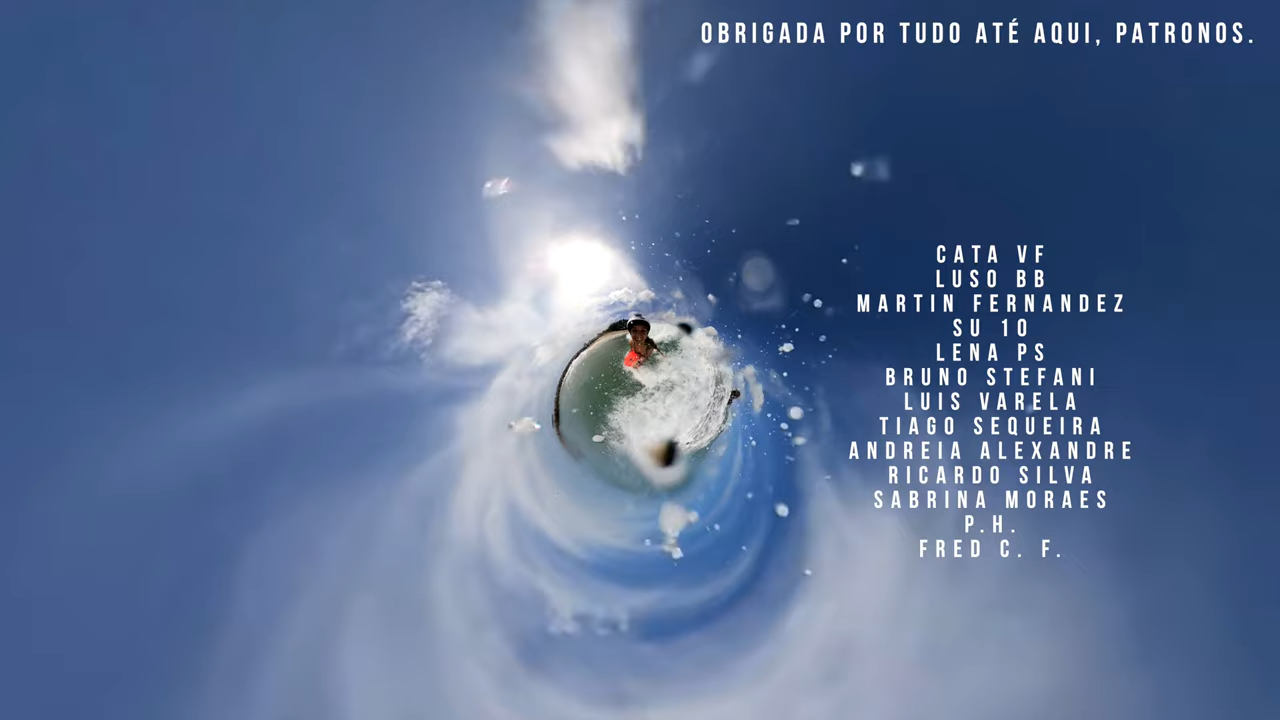 OBRIGADA POR TUDO ATÉ AQUI, PATRONOS.
CATA VF
LUSO BB
MARTIN FERNANDEZ
SU 10
LENA PS
BRUNO STEFANI
LUIS VARELA
TIAGO SEQUEIRA
ANDREIA ALEXANDRE
RICARDO SILVA
SABRINA MORAES
P.H.
FRED C. F.